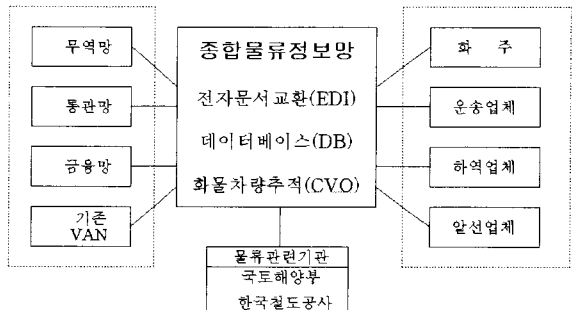 무역망
통관망
금융망
기존
VAN
종합물류정보망
전자문서교환(EDI)
데이터베이스(DB)
화물차량추적(CVO)
물류관련기관
국토해양부
한국철도공사
화 주
운송업체
하역업체
알선업체